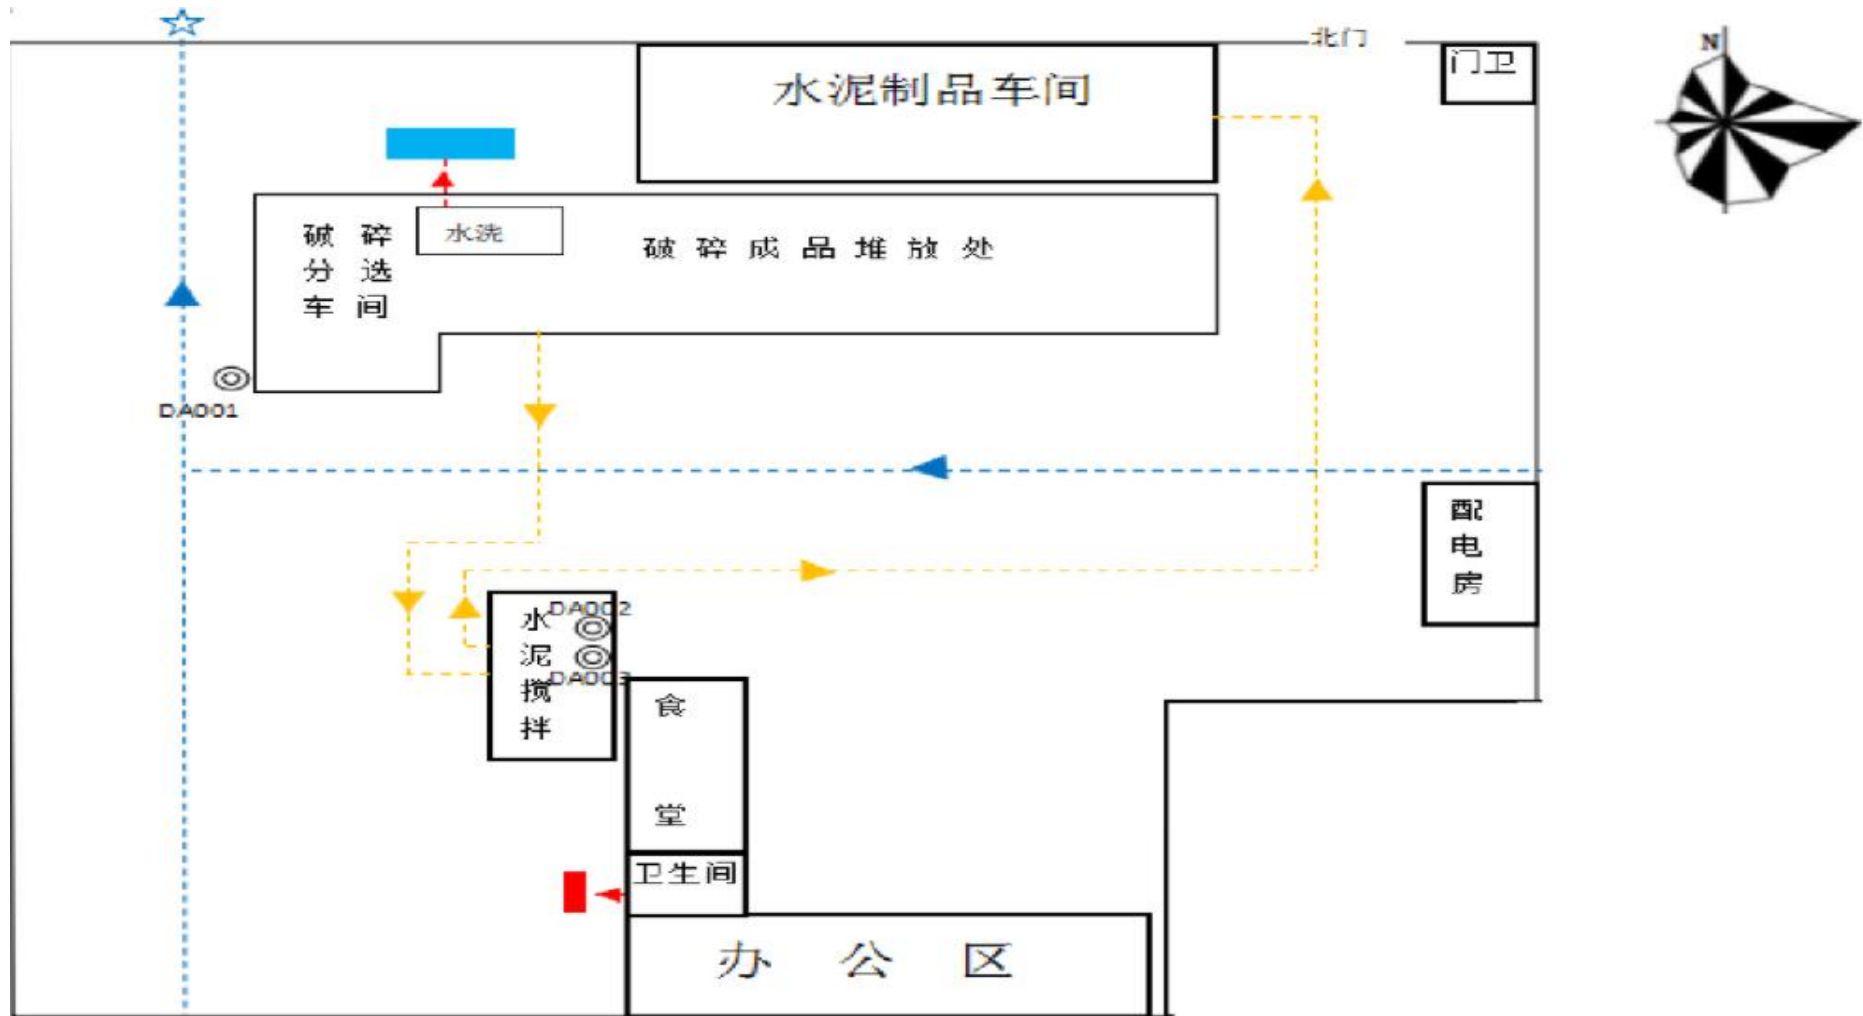 北门
N
门卫
水泥制品车间
水洗
破碎
分选
车间
破碎成品堆放处
DA001
配
电
房
DA002
水
泥
搅
拌
DA003
食
堂
卫生间
办公区